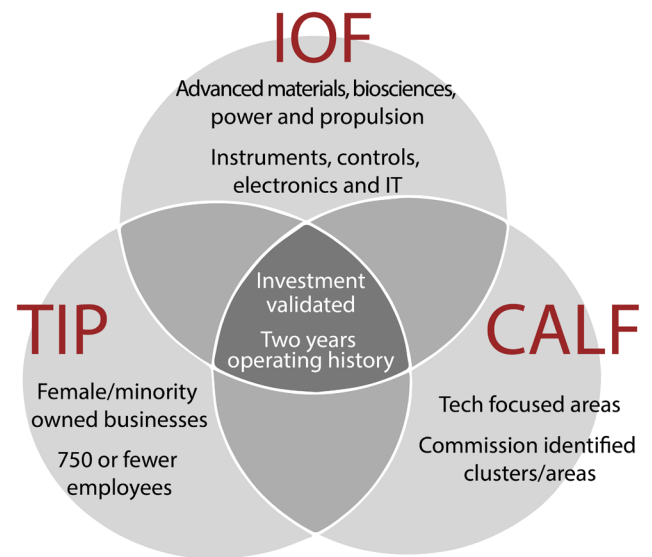 IOF
Advanced materials, biosciences,
power and propulsion
Instruments, controls,
electronics and IT
Investment
validated
Two years
operating history
TIP
Female/minority
owned businesses
750 or fewer
employees
CALF
Tech focused areas
Commission identified
clusters/areas